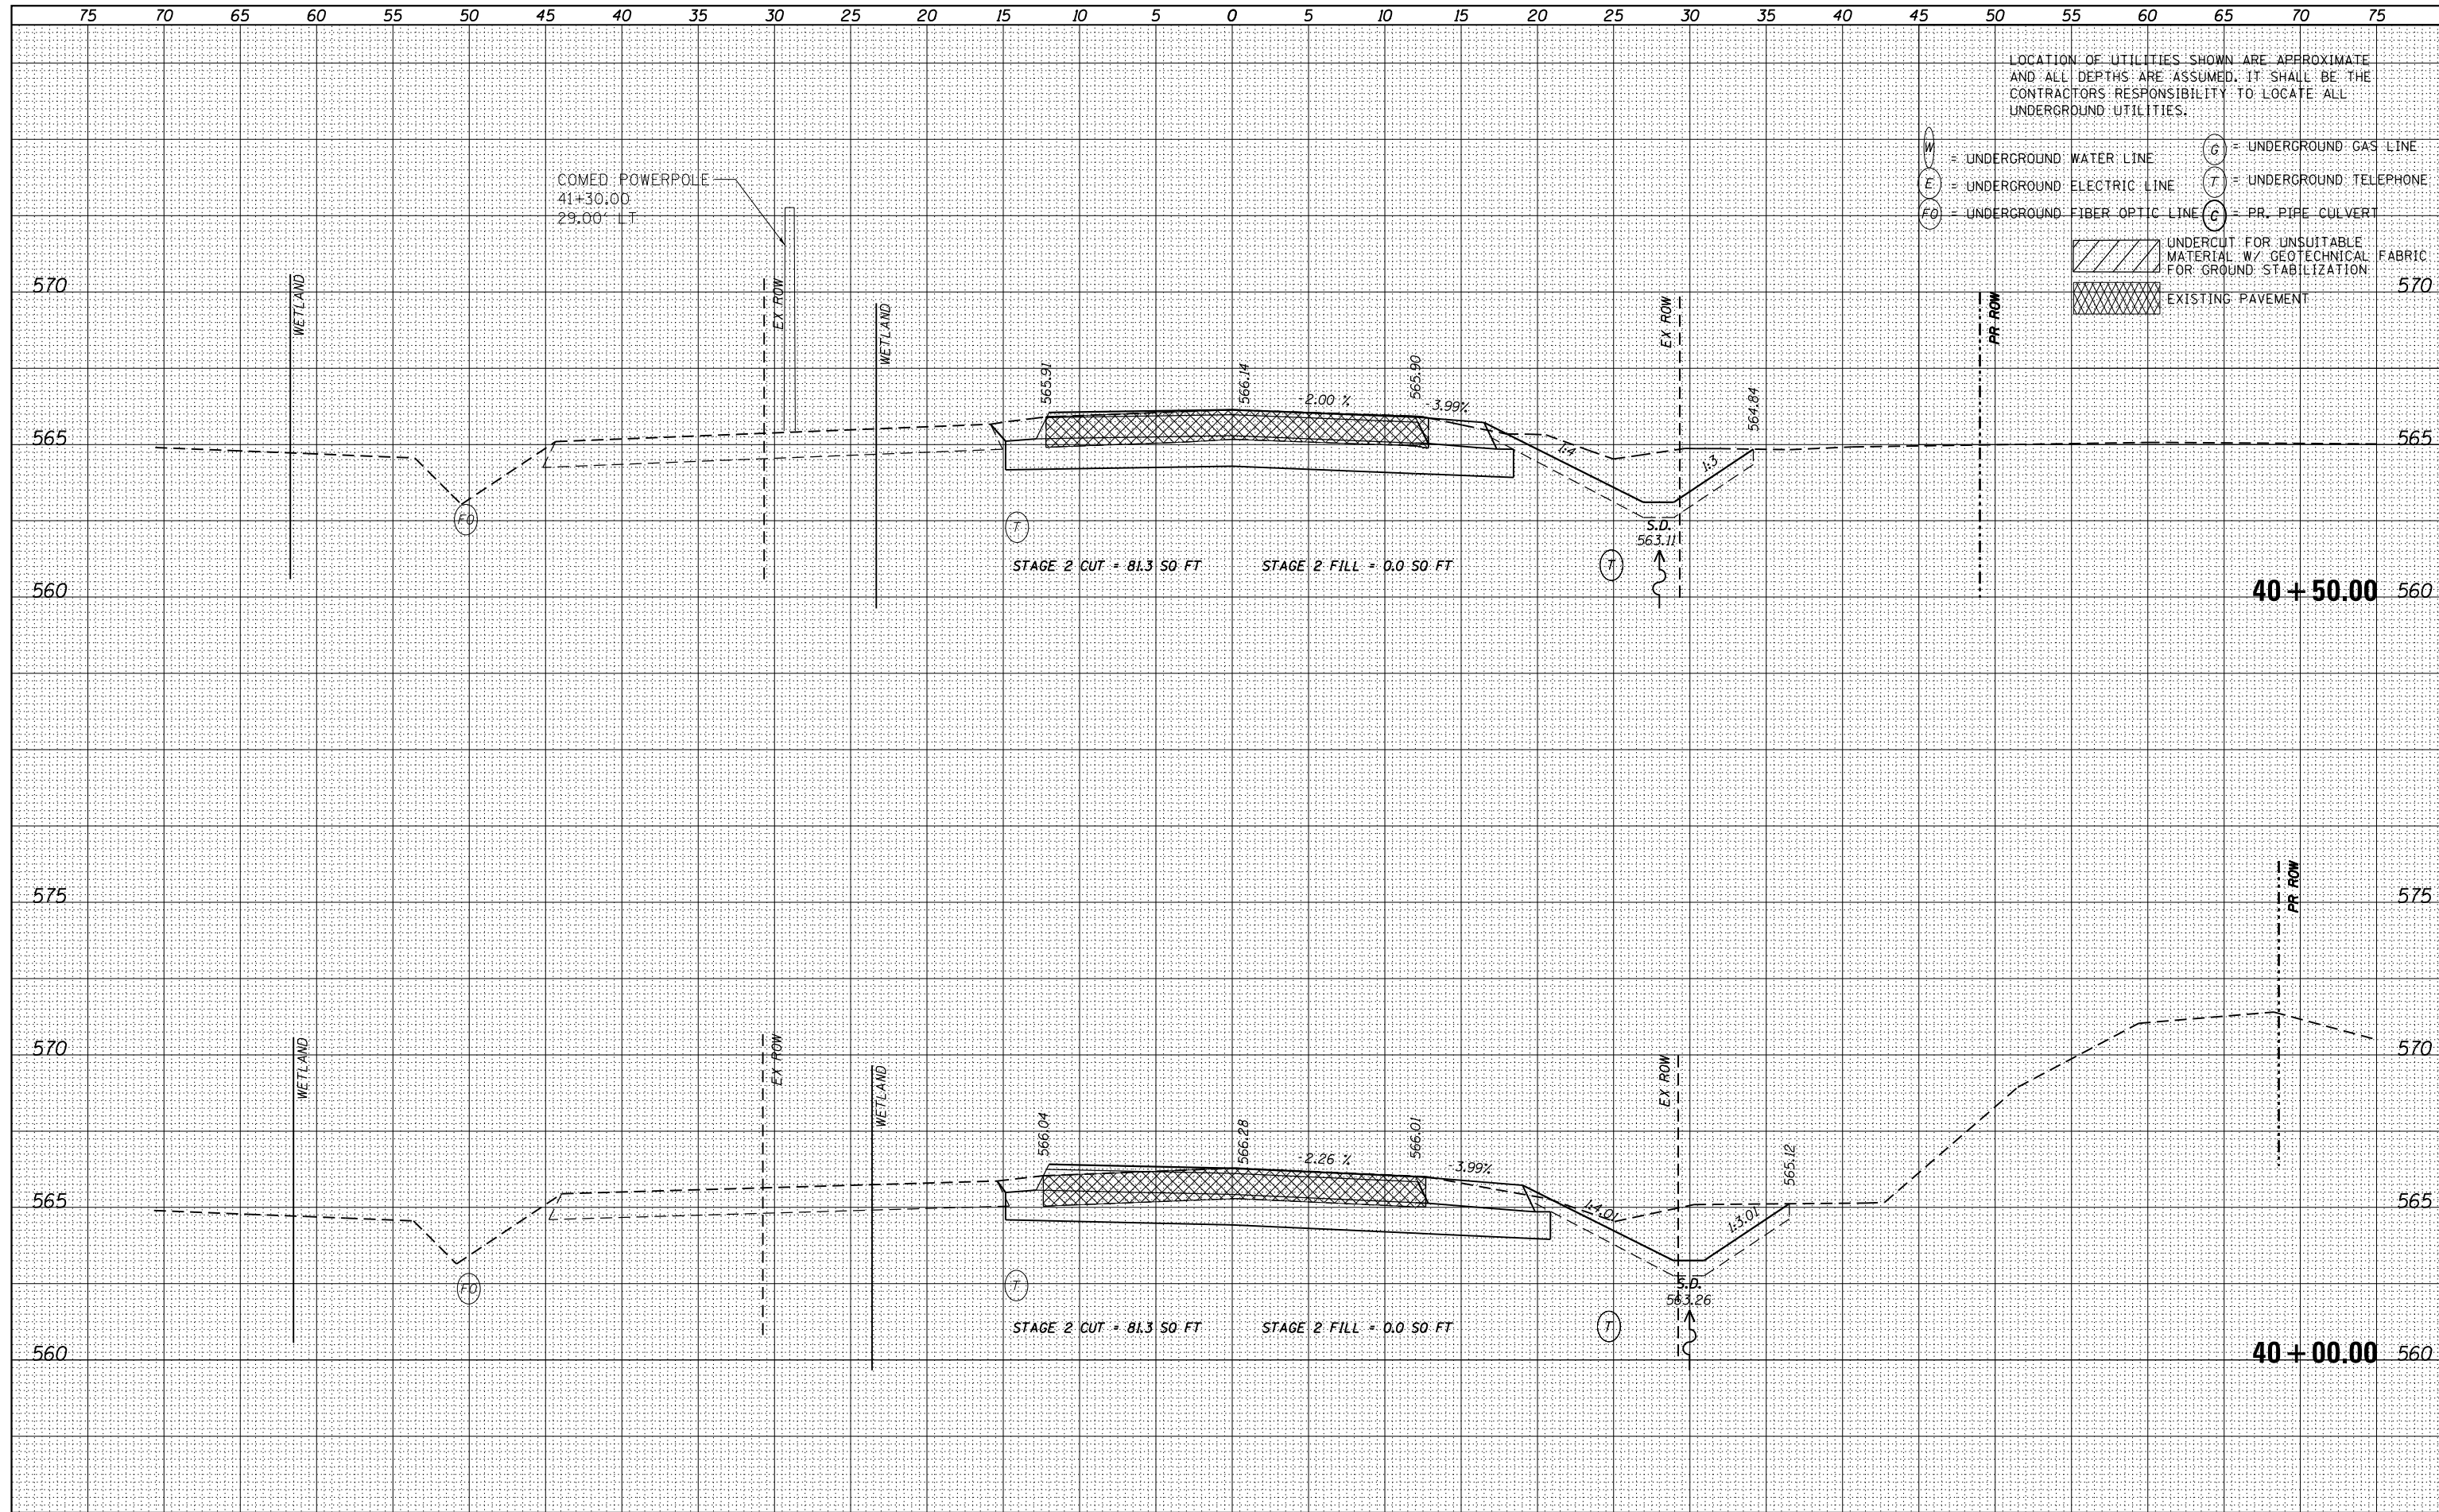 75 70 65 60 55 50 45 40 35 30 25 20 15 10 5 0 5 10 15 20 25 30 35 40 45 50 55 60 65 70 75
LOCATION OF UTILITIES SHOWN ARE APPROXIMATE
AND ALL DEPTHS ARE ASSUMED. IT SHALL BE THE
CONTRACTORS RESPONSIBILITY TO LOCATE ALL
UNDERGROUND UTILITIES.
W = UNDERGROUND WATER LINE
G = UNDERGROUND GAS LINE
E = UNDERGROUND ELECTRIC LINE
T = UNDERGROUND TELEPHONE
FO = UNDERGROUND FIBER OPTIC LINE
C = PR. PIPE CULVERT
UNDERCUT FOR UNSUITABLE
MATERIAL W/ GEOTECHNICAL FABRIC
FOR GROUND STABILIZATION
EXISTING PAVEMENT
COMED POWERPOLE
41+30.00
29.00' LT
570
WETLAND
EX ROW
WETLAND
EX ROW
PR ROW
570
565
565.91
566.14
-2.00 %
565.90
-3.99%
1:4
1:3
564.84
565
FO
T
S.D.
563.11
T
STAGE 2 CUT = 81.3 SQ FT
STAGE 2 FILL = 0.0 SQ FT
560
40+50.00
560
575
PR ROW
575
570
WETLAND
EX ROW
WETLAND
EX ROW
570
565
566.04
566.28
-2.26 %
566.01
-3.99%
1:4.01
1:3.01
565.12
565
FO
T
S.D.
563.26
T
STAGE 2 CUT = 81.3 SQ FT
STAGE 2 FILL = 0.0 SQ FT
560
40+00.00
560